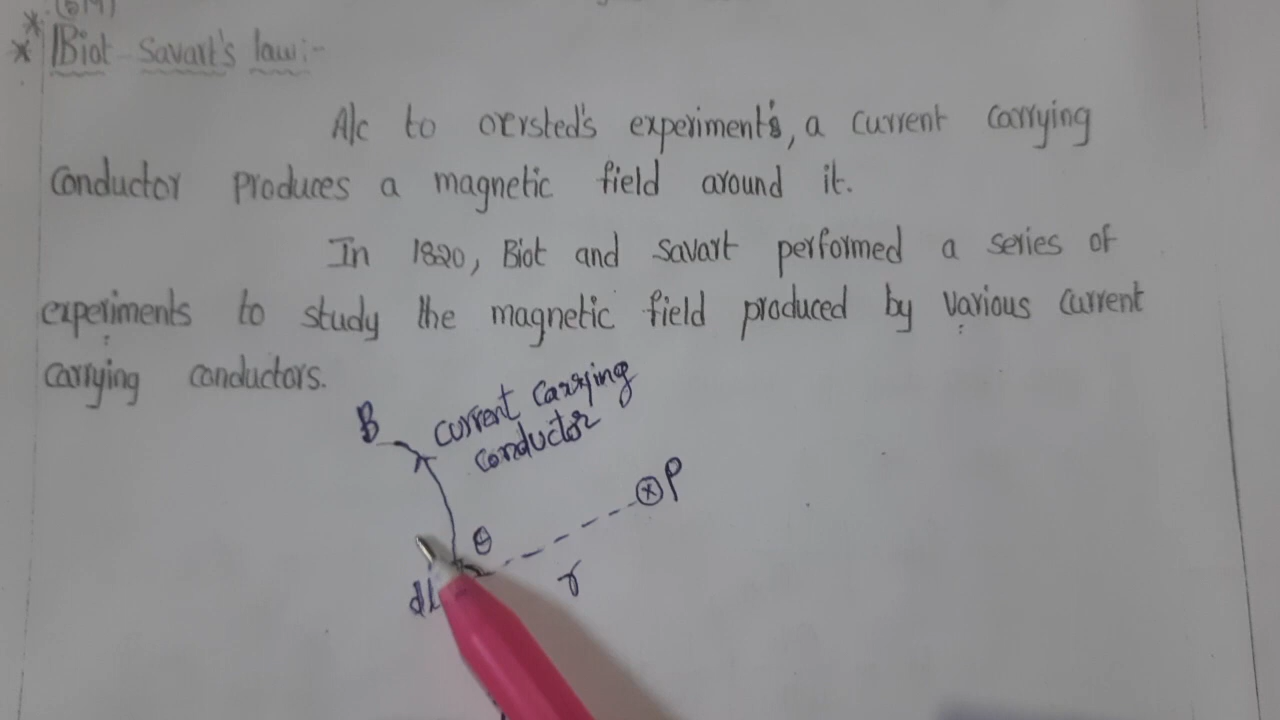 * Biot Savart's law:-
*
A/c to oersted's experiment's, a current carrying
conductor produces a magnetic field around it.
In 1820, Biot and Savart performed a series of
experiments to study the magnetic field produced by various current
carrying conductors.
B
current carrying
conductor
P
θ
r
dl